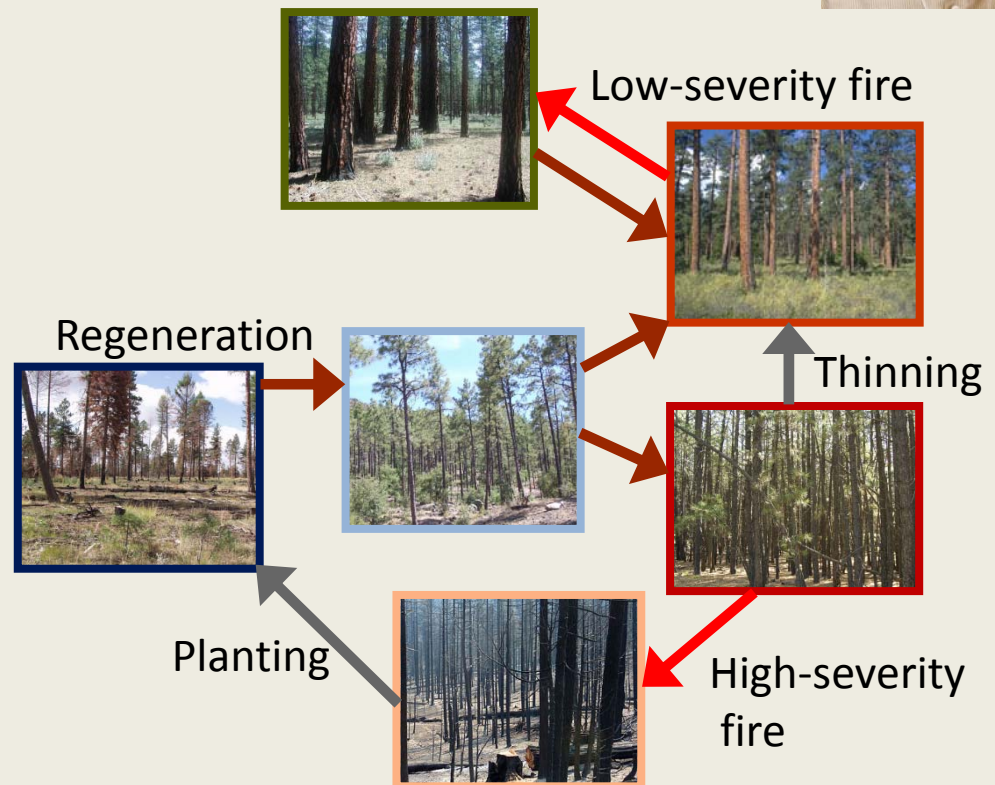 Low-severity fire
Regeneration
Thinning
Planting
High-severity
fire